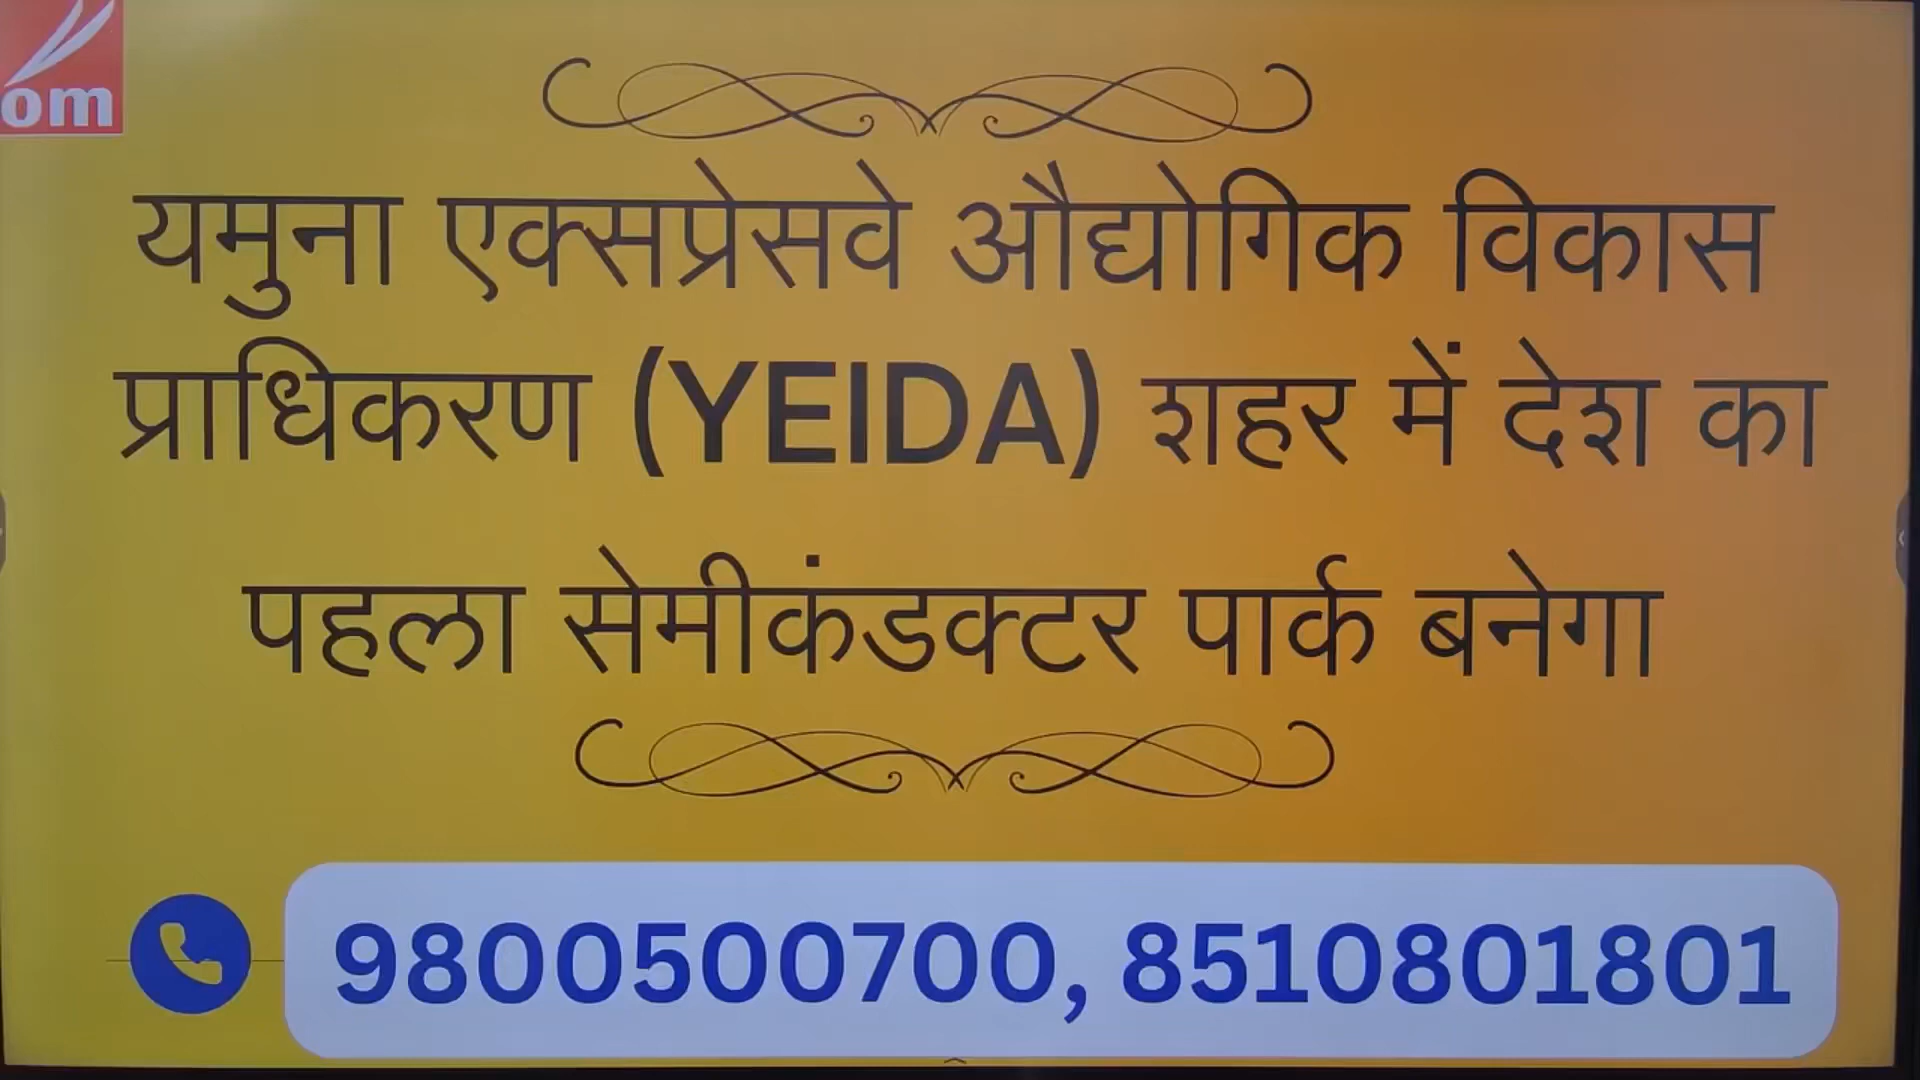 om
यमुना एक्सप्रेसवे औद्योगिक विकास
प्राधिकरण (YEIDA) शहर में देश का
पहला सेमीकंडक्टर पार्क बनेगा
9800500700, 8510801801